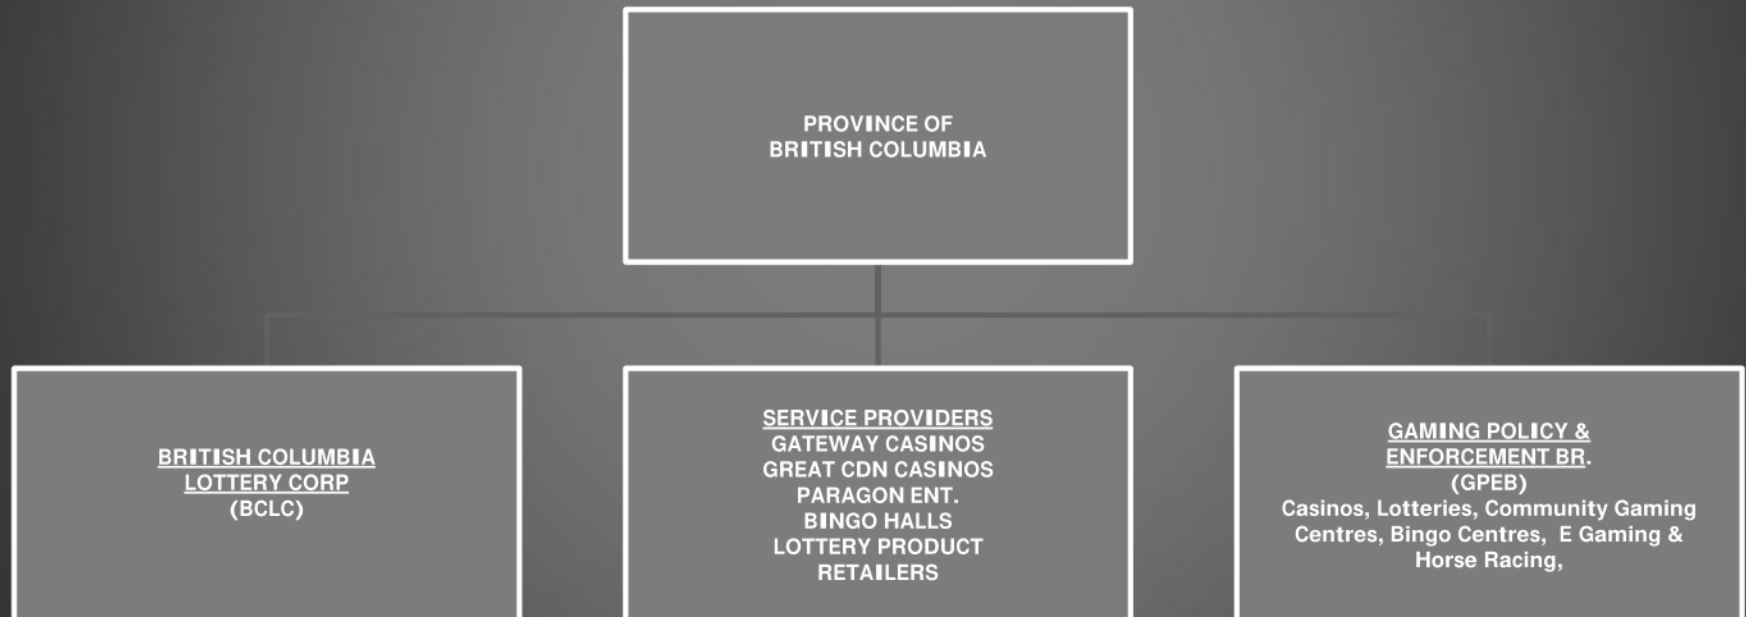 PROVINCE OF
BRITISH COLUMBIA
BRITISH COLUMBIA
LOTTERY CORP
(BCLC)
SERVICE PROVIDERS
GATEWAY CASINOS
GREAT CDN CASINOS
PARAGON ENT.
BINGO HALLS
LOTTERY PRODUCT
RETAILERS
GAMING POLICY &
ENFORCEMENT BR.
(GPEB)
Casinos, Lotteries, Community Gaming
Centres, Bingo Centres, E Gaming &
Horse Racing,